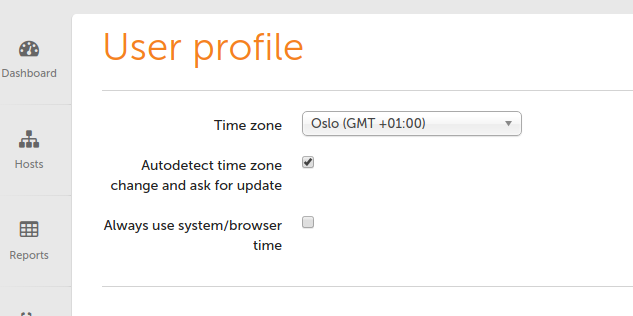 User profile
Dashboard
Time zone
Oslo (GMT +01:00)
Autodetect time zone
change and ask for update
Hosts
Always use system/browser
time
Reports